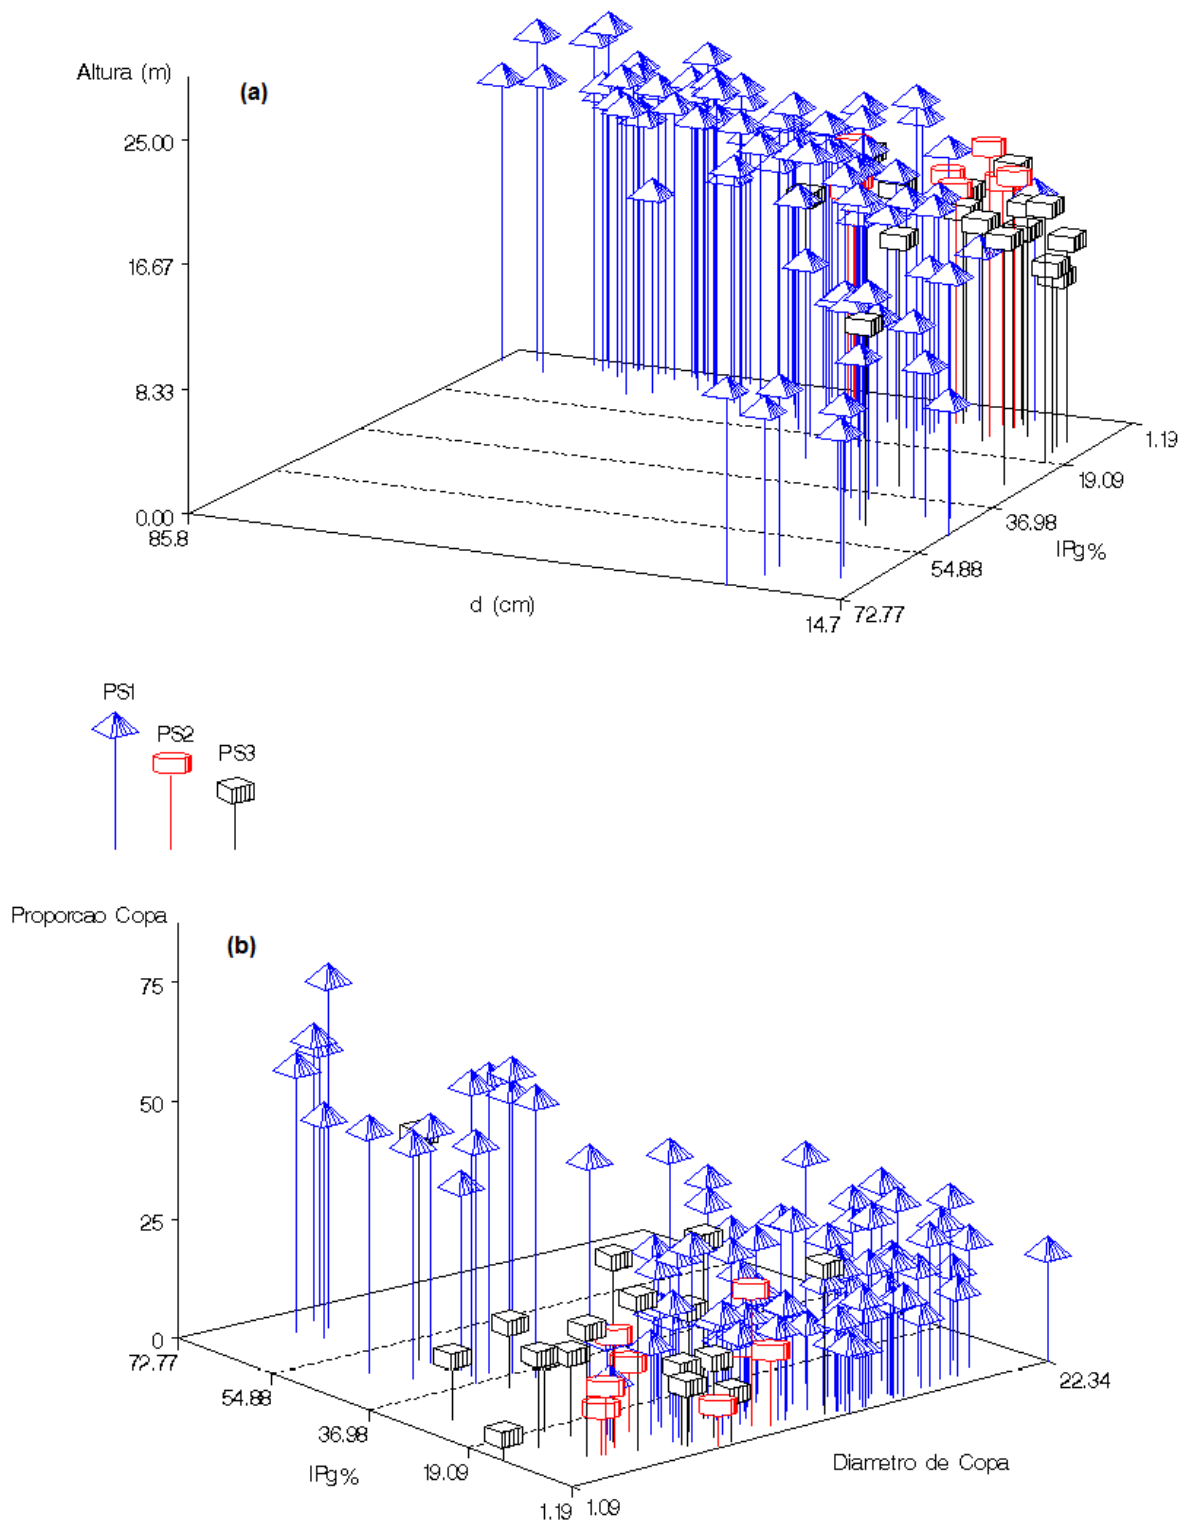 Altura (m)
(a)
25.00
16.67
8.33
0.00
85.8
1.19
19.09
36.98
IPg%
54.88
d (cm)
14.7
72.77
PS1
PS2
PS3
Proporcao Copa
(b)
75
50
25
0
72.77
54.88
22.34
36.98
IPg%
19.09
Diametro de Copa
1.19
1.09